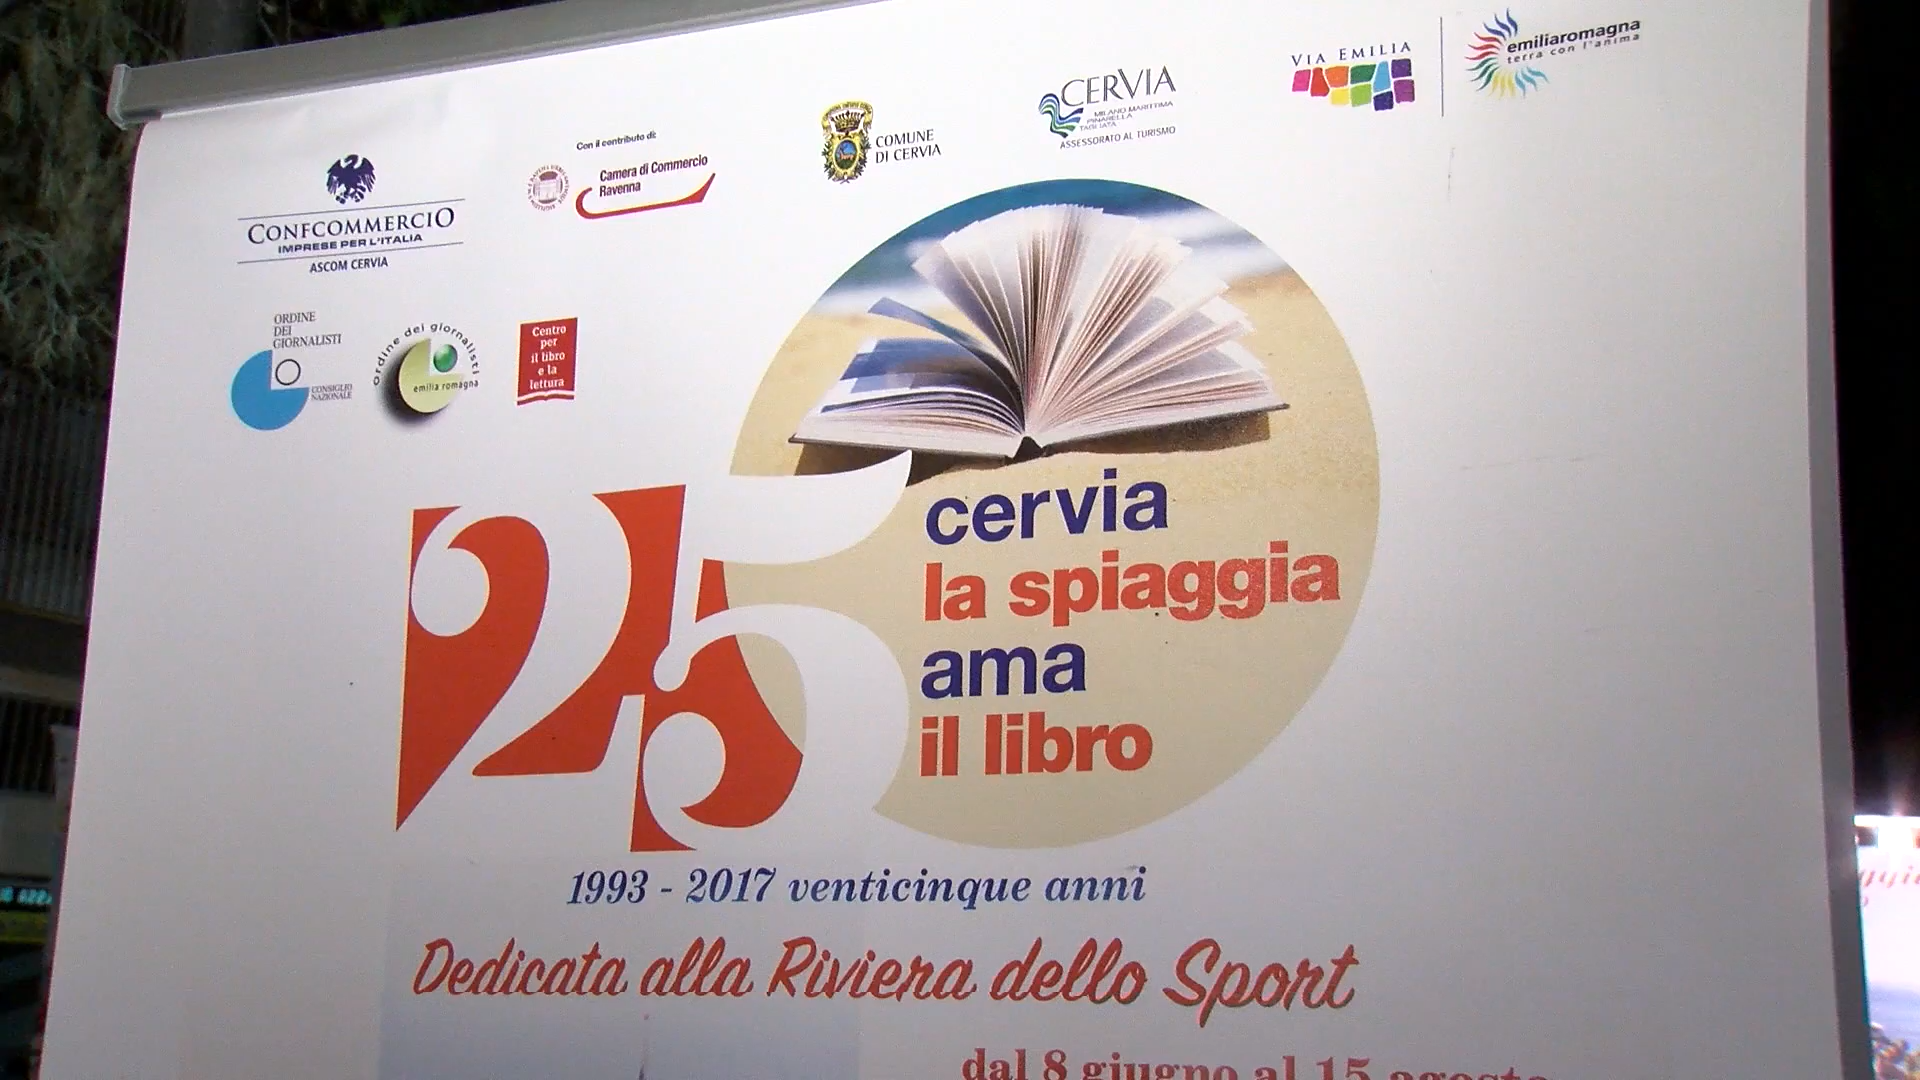 CONFCOMMERCIO
IMPRESE PER L'ITALIA
ASCOM CERVIA
Con il contributo di:
Camera di Commercio
Ravenna
COMUNE
DI CERVIA
CERVIA
MILANO MARITTIMA
PINARELLA
TAGLIATA
ASSESSORATO AL TURISMO
VIA EMILIA
emiliaromagna
terra con l'anima
ORDINE
DEI
GIORNALISTI
CONSIGLIO
NAZIONALE
ordine dei giornalisti
emilia romagna
Centro
per
il libro
e la
lettura
25
cervia
la spiaggia
ama
il libro
1993 - 2017 venticinque anni
Dedicata alla Riviera dello Sport
dal 8 giugno al 15 agosto